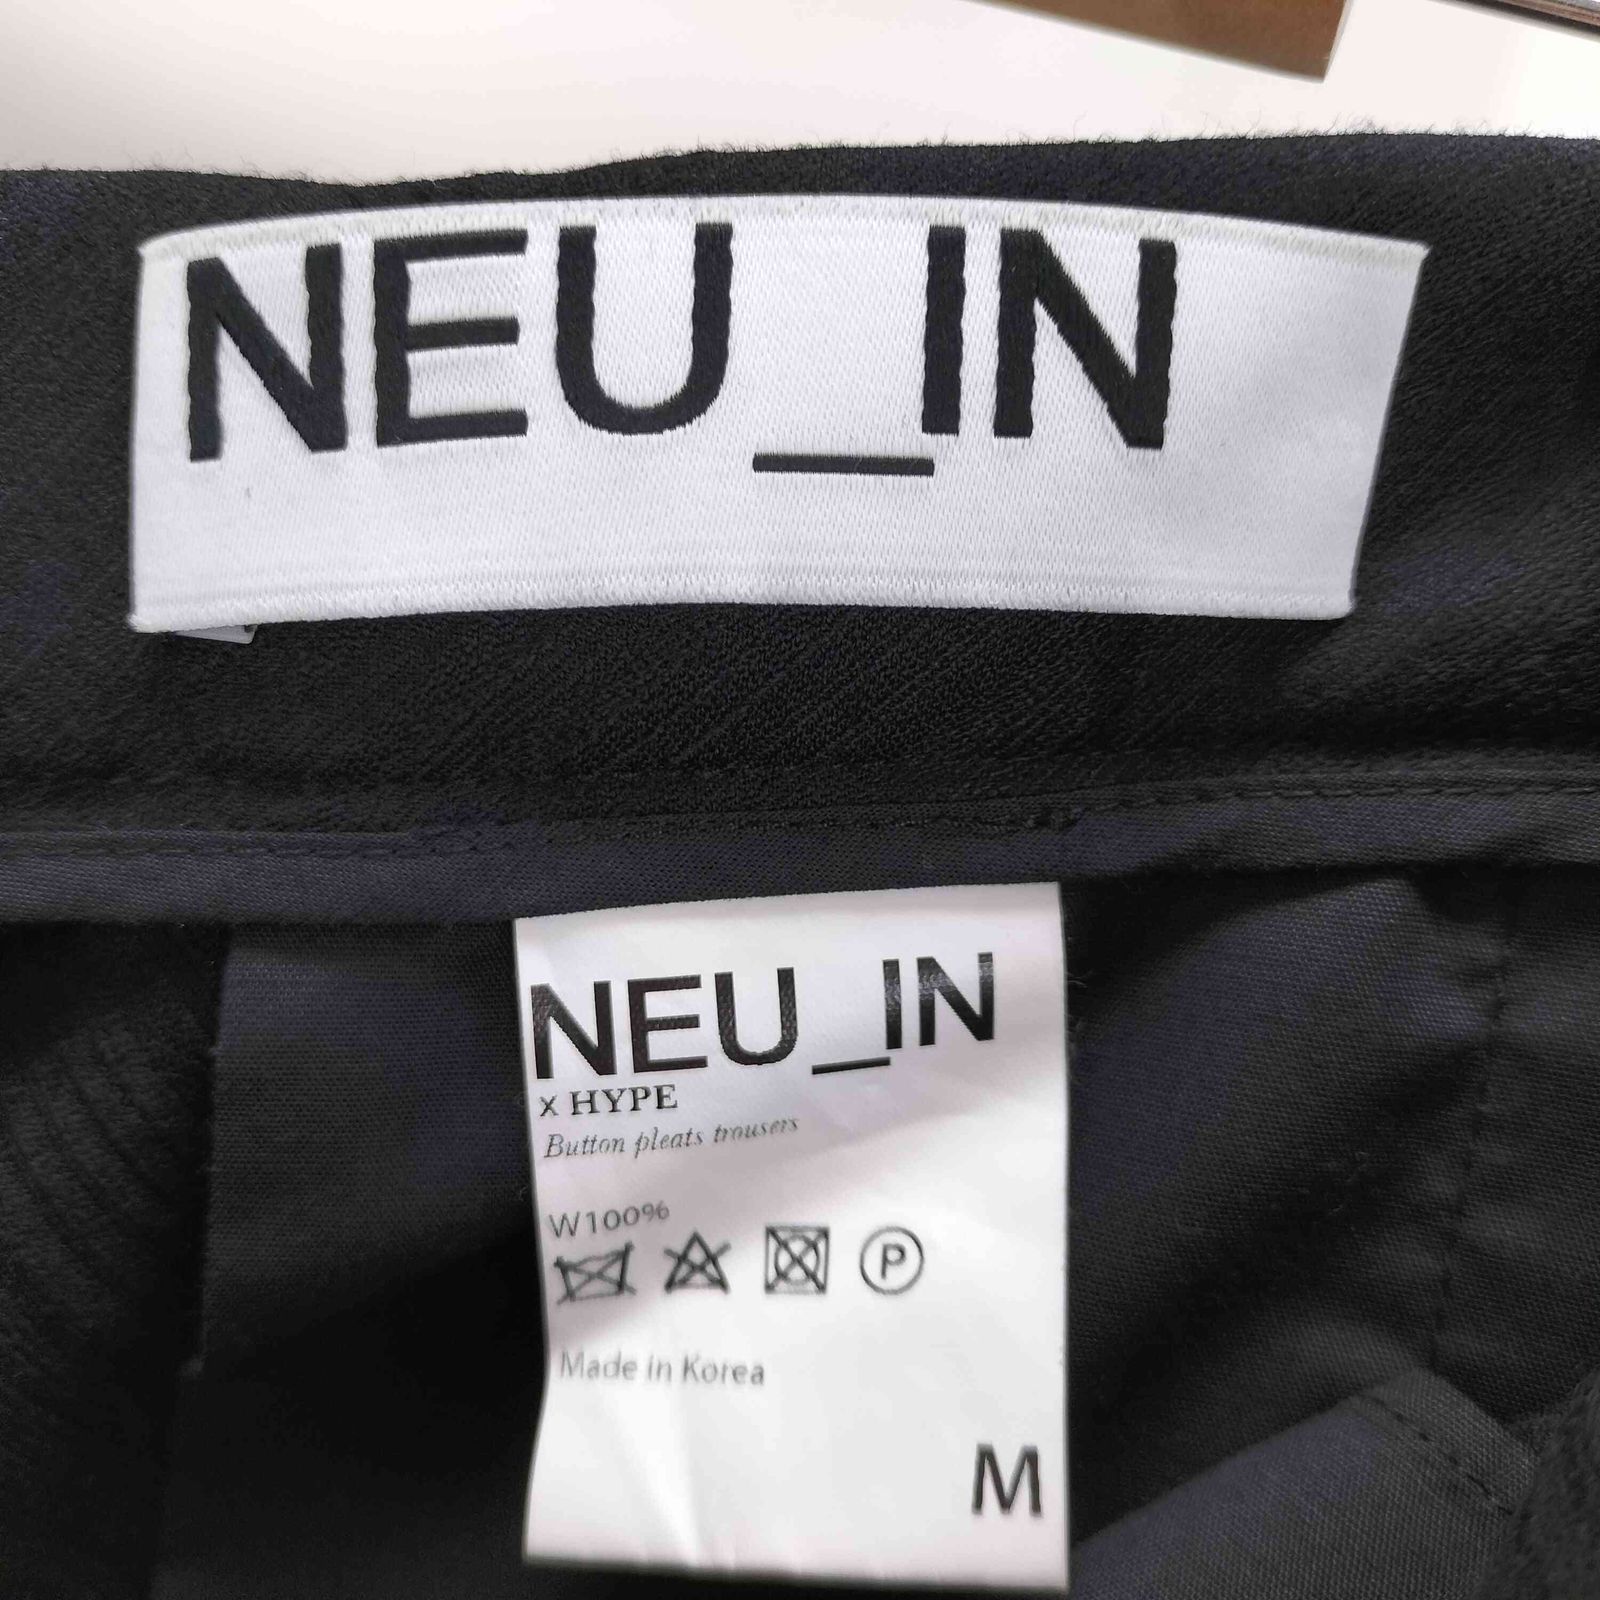 NEU_IN
NEU_IN
x HYPE
Button pleats trousers
W100%
P
Made in Korea
M